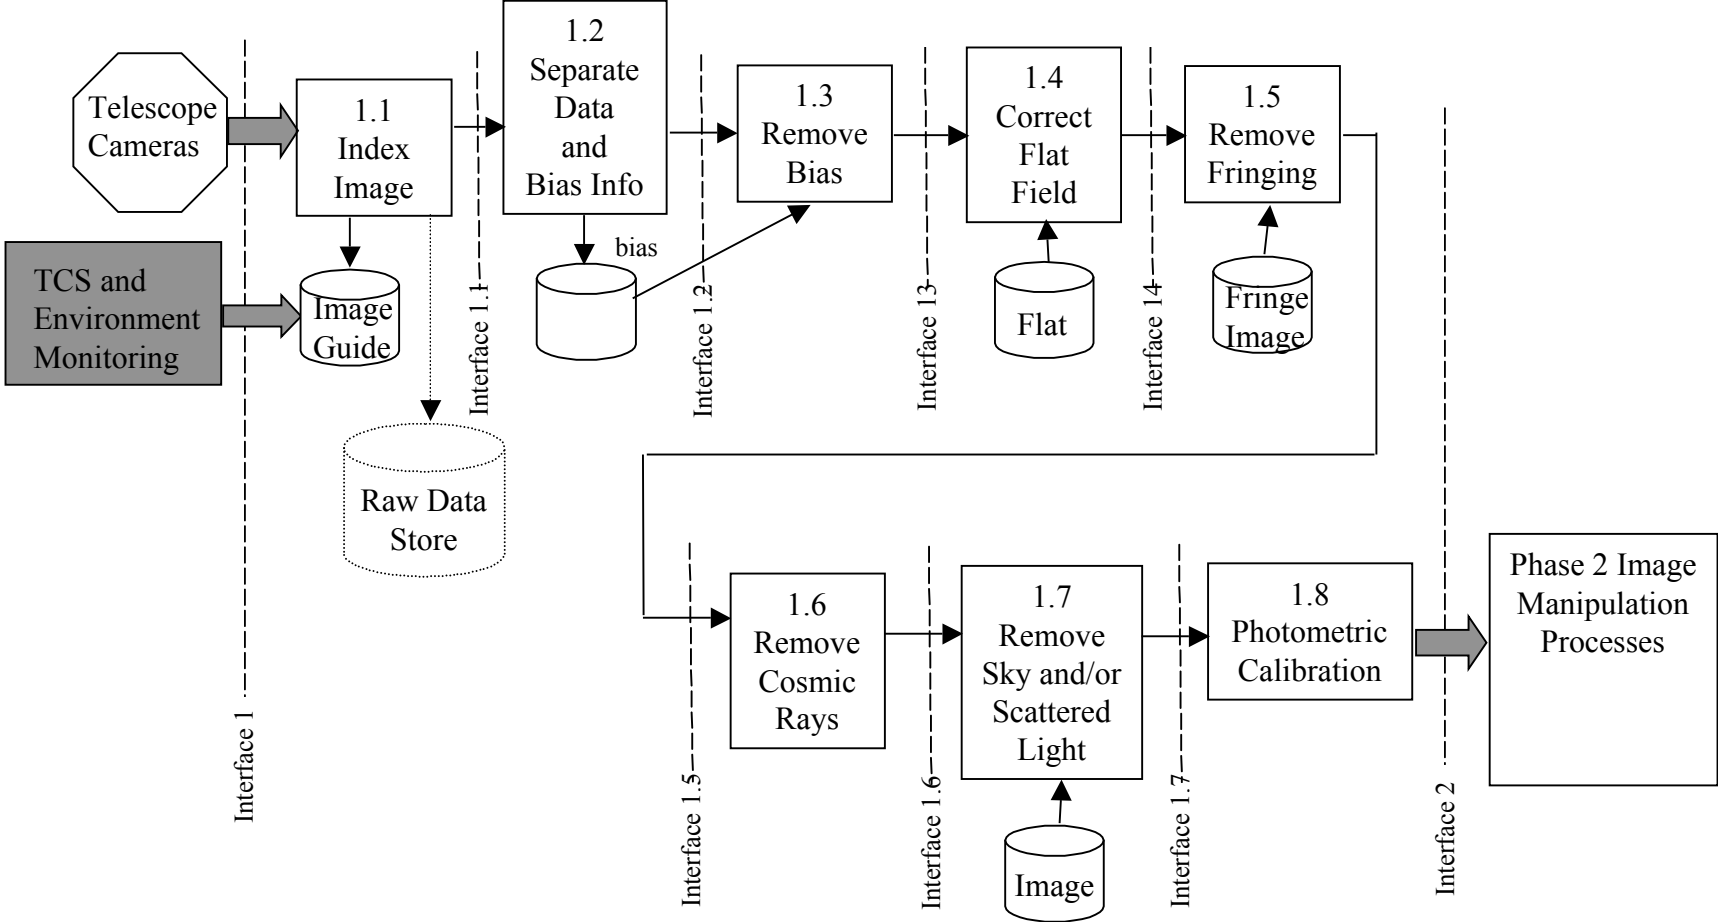 Telescope
Cameras
1.1
Index
Image
1.2
Separate
Data
and
Bias Info
1.3
Remove
Bias
1.4
Correct
Flat
Field
1.5
Remove
Fringing
TCS and
Environment
Monitoring
Image
Guide
bias
Flat
Fringe
Image
Interface 1.1
Interface 1.2
Interface 13
Interface 14
Raw Data
Store
Interface 1
1.6
Remove
Cosmic
Rays
1.7
Remove
Sky and/or
Scattered
Light
1.8
Photometric
Calibration
Phase 2 Image
Manipulation
Processes
Interface 1.5
Interface 1.6
Interface 1.7
Interface 2
Image